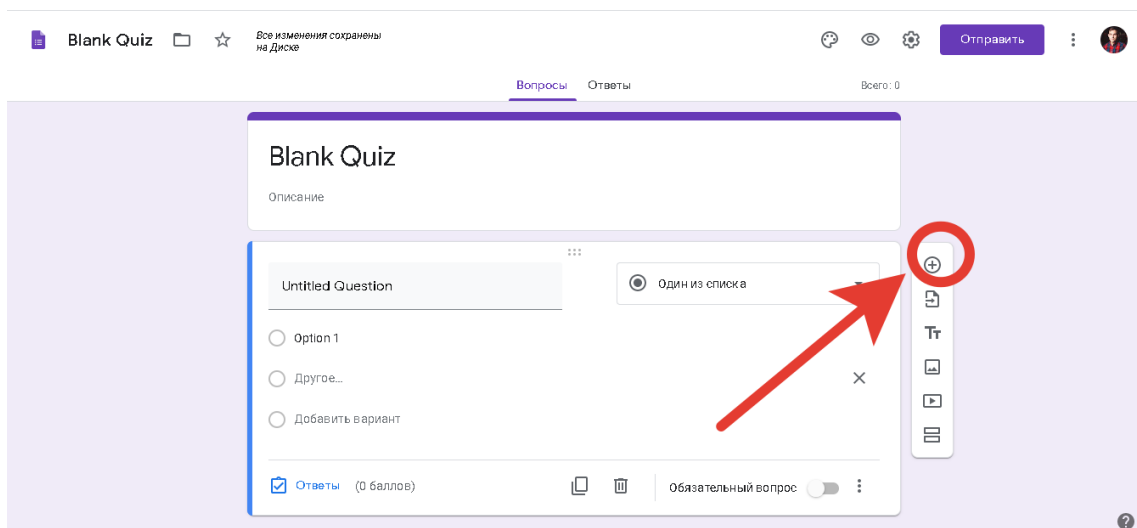 Blank Quiz
Все изменения сохранены
на Диске
Отправить
Вопросы Ответы
Всего: 0
Blank Quiz
Описание
Untitled Question
Один из списка
Option 1
Другое...
Добавить вариант
Tт
Ответы (0 баллов)
Обязательный вопрос